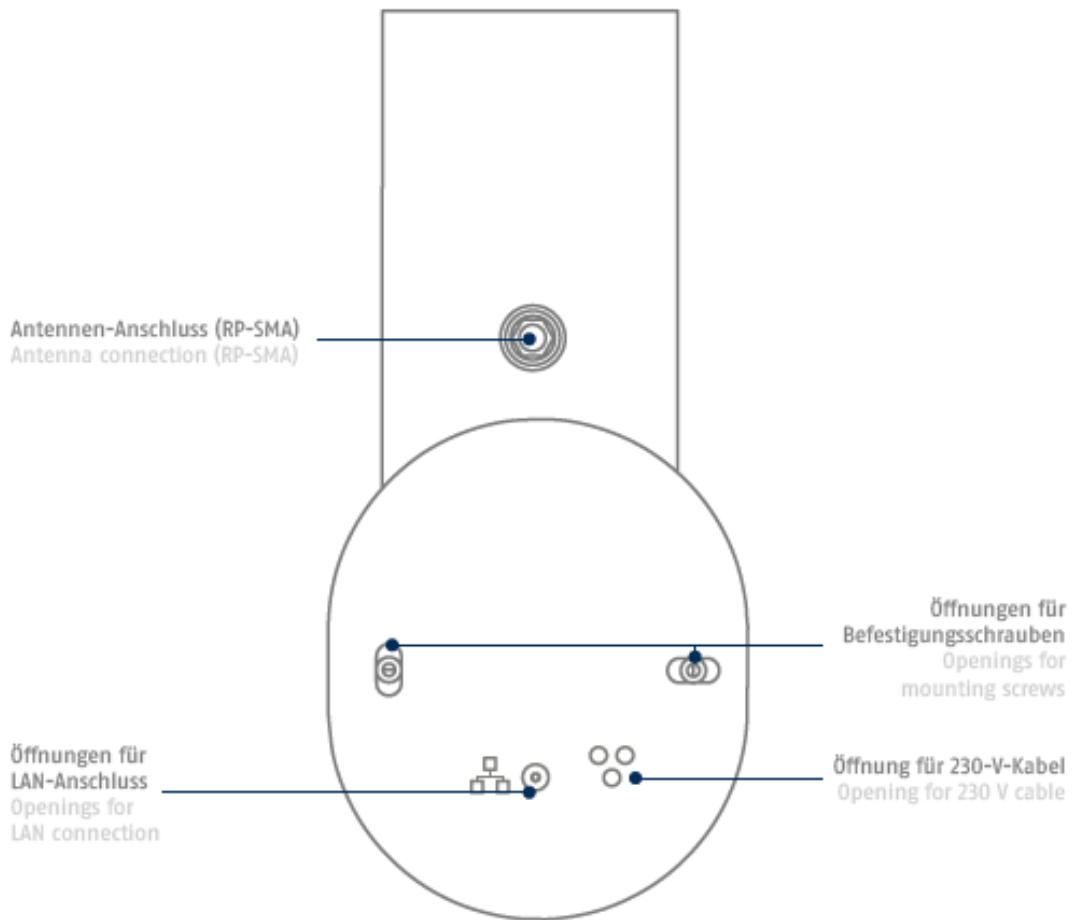 Antennen-Anschluss (RP-SMA)
Antenna connection (RP-SMA)
Öffnungen für
Befestigungsschrauben
Openings for
mounting screws
Öffnungen für
LAN-Anschluss
Openings for
LAN connection
Öffnung für 230-V-Kabel
Opening for 230 V cable